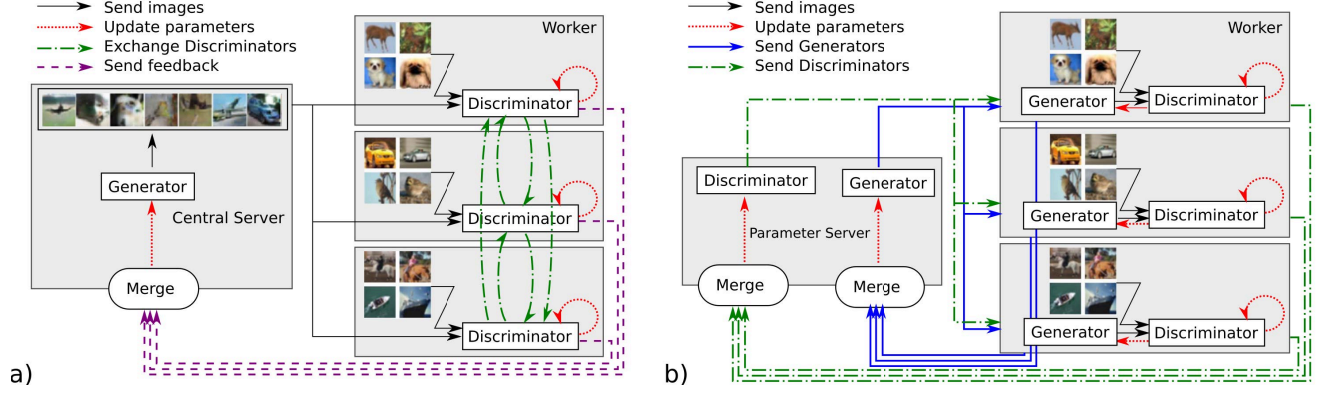 Send images
Update parameters
Exchange Discriminators
Send feedback
Worker
Discriminator
Generator
Central Server
Discriminator
Merge
Discriminator
a)
Send images
Update parameters
Send Generators
Send Discriminators
Worker
Generator
Discriminator
Discriminator
Generator
Parameter Server
Generator
Discriminator
Merge
Merge
Generator
Discriminator
b)